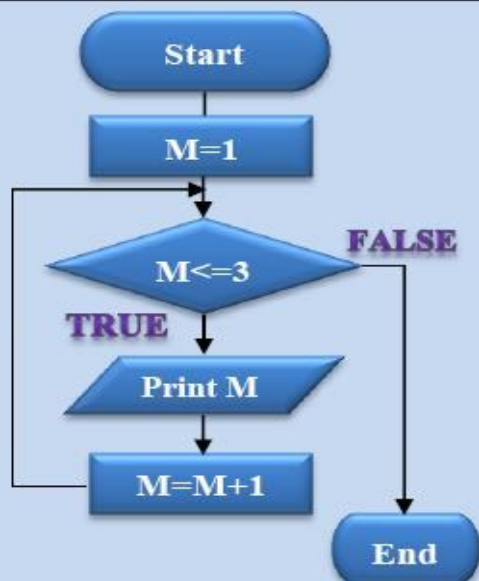 Start
M=1
M<=3
FALSE
TRUE
Print M
M=M+1
End